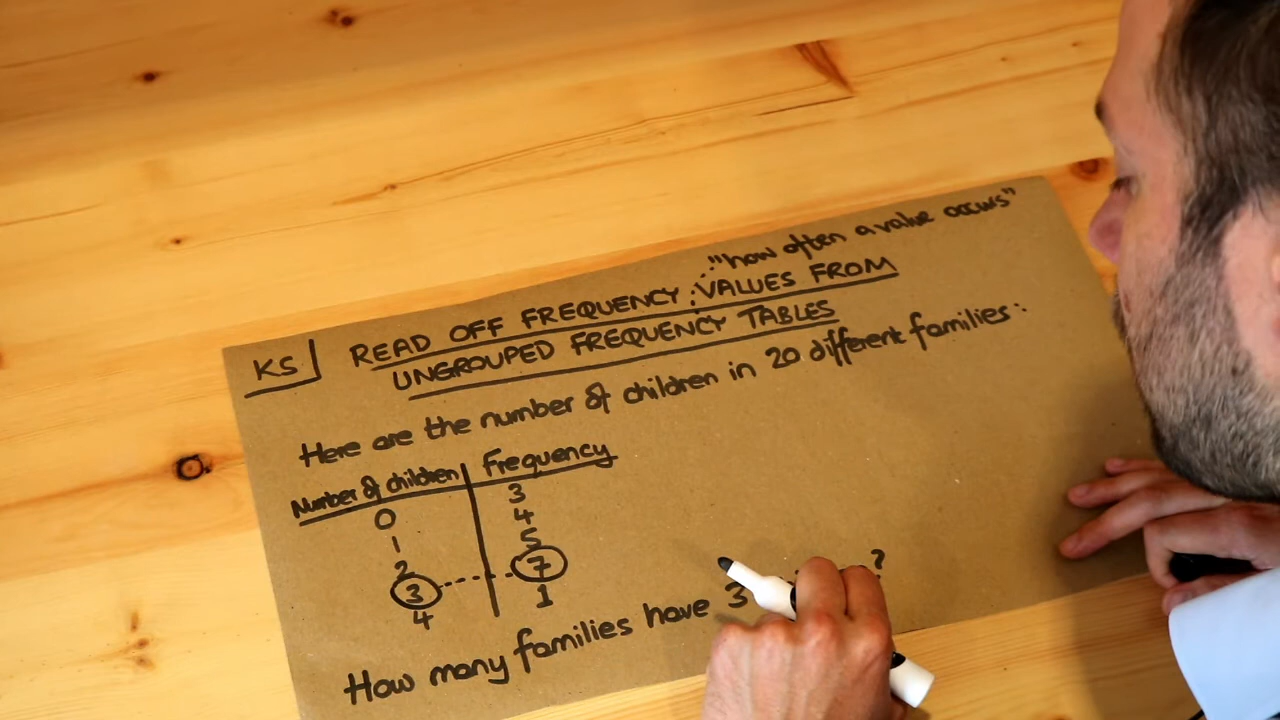 "how often a value occurs"
KS
READ OFF FREQUENCY VALUES FROM
UNGROUPED FREQUENCY TABLES
Here are the number of children in 20 different families:
Number of children Frequency
0 3
1 4
2 5
3 7
4 1
How many families have 3 ?